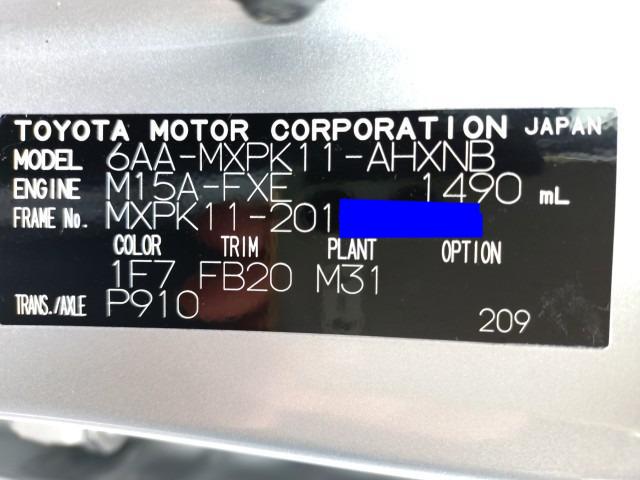 TOYOTA MOTOR CORPORATION JAPAN
MODEL 6AA-MXPK11-AHXNB
ENGINE M15A-FXE 1490 mL
FRAME No. MXPK11-201
COLOR TRIM PLANT OPTION
1F7 FB20 M31
TRANS./AXLE P910
209